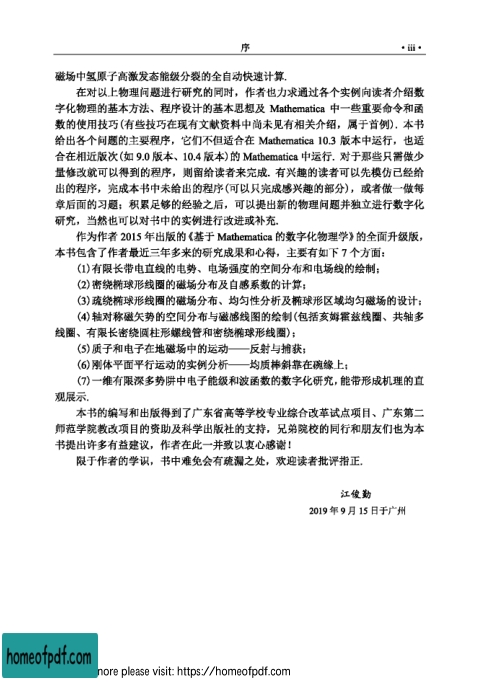 序
· iii ·
磁场中氢原子高激发态能级分裂的全自动快速计算.
在对以上物理问题进行研究的同时，作者也力求通过各个实例向读者介绍数
字化物理的基本方法、程序设计的基本思想及 Mathematica 中一些重要命令和函
数的使用技巧(有些技巧在现有文献资料中尚未见有相关介绍，属于首例). 本书
给出各个问题的主要程序，它们不但适合在 Mathematica 10.3 版本中运行，也适
合在相近版次(如 9.0 版本、10.4 版本)的 Mathematica 中运行. 对于那些只需做少
量修改就可以得到的程序，则留给读者来完成. 有兴趣的读者可以先模仿已经给
出的程序，完成本书中未给出的程序(可以只完成感兴趣的部分)，或者做一做每
章后面的习题；积累足够的经验之后，可以提出新的物理问题并独立进行数字化
研究，当然也可以对书中的实例进行改进或补充.
作为作者 2015 年出版的《基于 Mathematica 的数字化物理学》的全面升级版，
本书包含了作者最近三年多来的研究成果和心得，主要有如下 7 个方面：
(1)有限长带电直线的电势、电场强度的空间分布和电场线的绘制；
(2)密绕椭球形线圈的磁场分布及自感系数的计算；
(3)疏绕椭球形线圈的磁场分布、均匀性分析及椭球形区域均匀磁场的设计；
(4)轴对称磁矢势的空间分布与磁感线图的绘制(包括亥姆霍兹线圈、共轴多
线圈、有限长密绕圆柱形螺线管和密绕椭球形线圈)；
(5)质子和电子在地磁场中的运动——反射与捕获；
(6)刚体平面平行运动的实例分析——均质棒斜靠在碗缘上；
(7)一维有限深多势阱中电子能级和波函数的数字化研究，能带形成机理的直
观展示.
本书的编写和出版得到了广东省高等学校专业综合改革试点项目、广东第二
师范学院教改项目的资助及科学出版社的支持，兄弟院校的同行和朋友们也为本
书提出许多有益建议，作者在此一并致以衷心感谢！
限于作者的学识，书中难免会有疏漏之处，欢迎读者批评指正.
江俊勤
2019 年 9 月 15 日于广州
homeofpdf.com
more please visit: https://homeofpdf.com